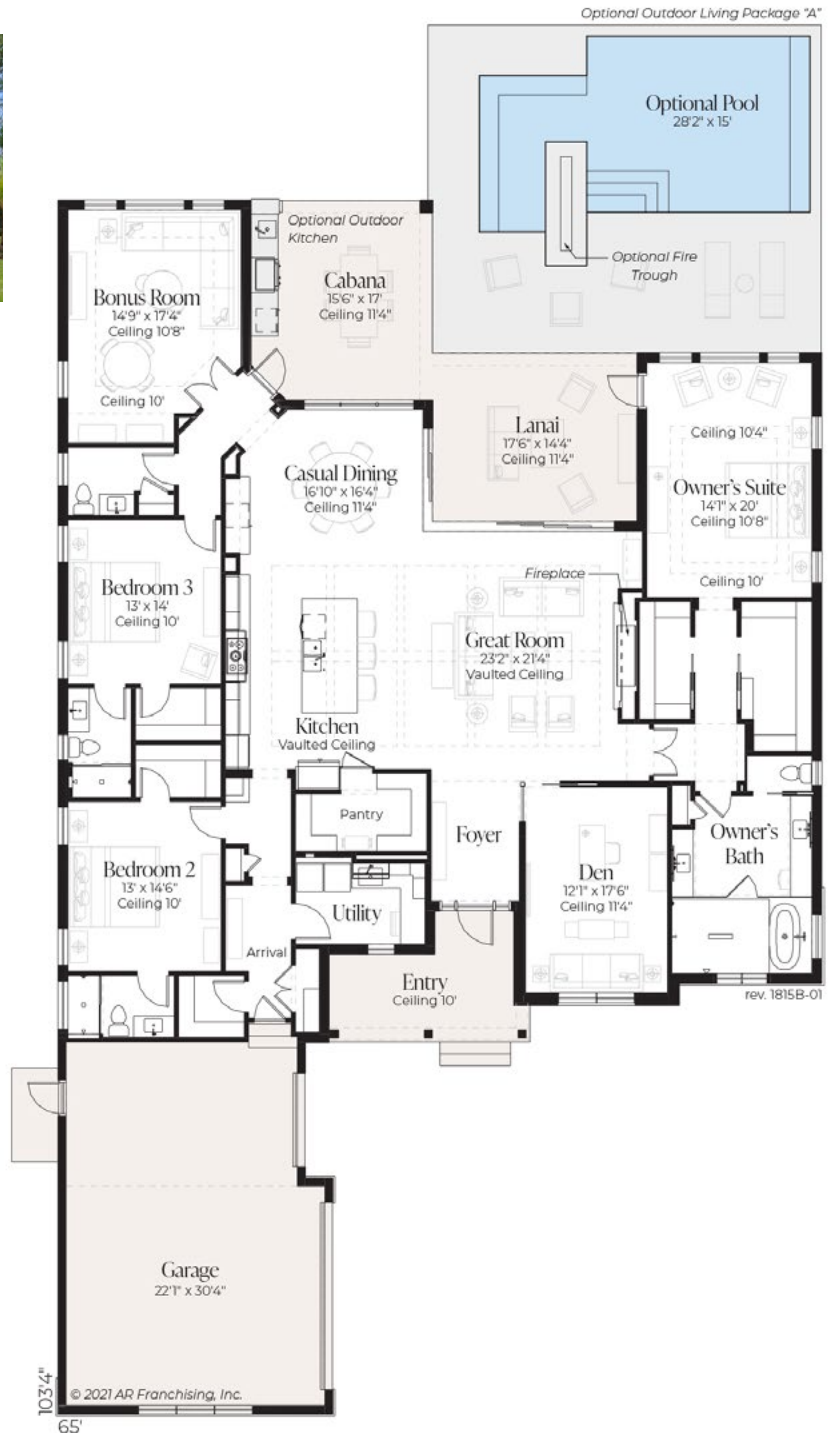 Optional Outdoor Living Package "A"
Optional Pool
28'2" x 15'
Optional Outdoor
Kitchen
Optional Fire
Trough
Cabana
15'6" x 17'
Ceiling 11'4"
Bonus Room
14'9" x 17'4"
Ceiling 10'8"
Ceiling 10'
Lanai
17'6" x 14'4"
Ceiling 11'4"
Ceiling 10'4"
Owner's Suite
14'1" x 20'
Ceiling 10'8"
Ceiling 10'
Casual Dining
16'10" x 16'4"
Ceiling 11'4"
Bedroom 3
13' x 14'
Ceiling 10'
Fireplace
Great Room
23'2" x 21'4"
Vaulted Ceiling
Kitchen
Vaulted Ceiling
Pantry
Foyer
Owner's
Bath
Den
12'1" x 17'6"
Ceiling 11'4"
Bedroom 2
13' x 14'6"
Ceiling 10'
Utility
Arrival
Entry
Ceiling 10'
rev. 1815B-01
Garage
22'1" x 30'4"
© 2021 AR Franchising, Inc.
103'4"
65'